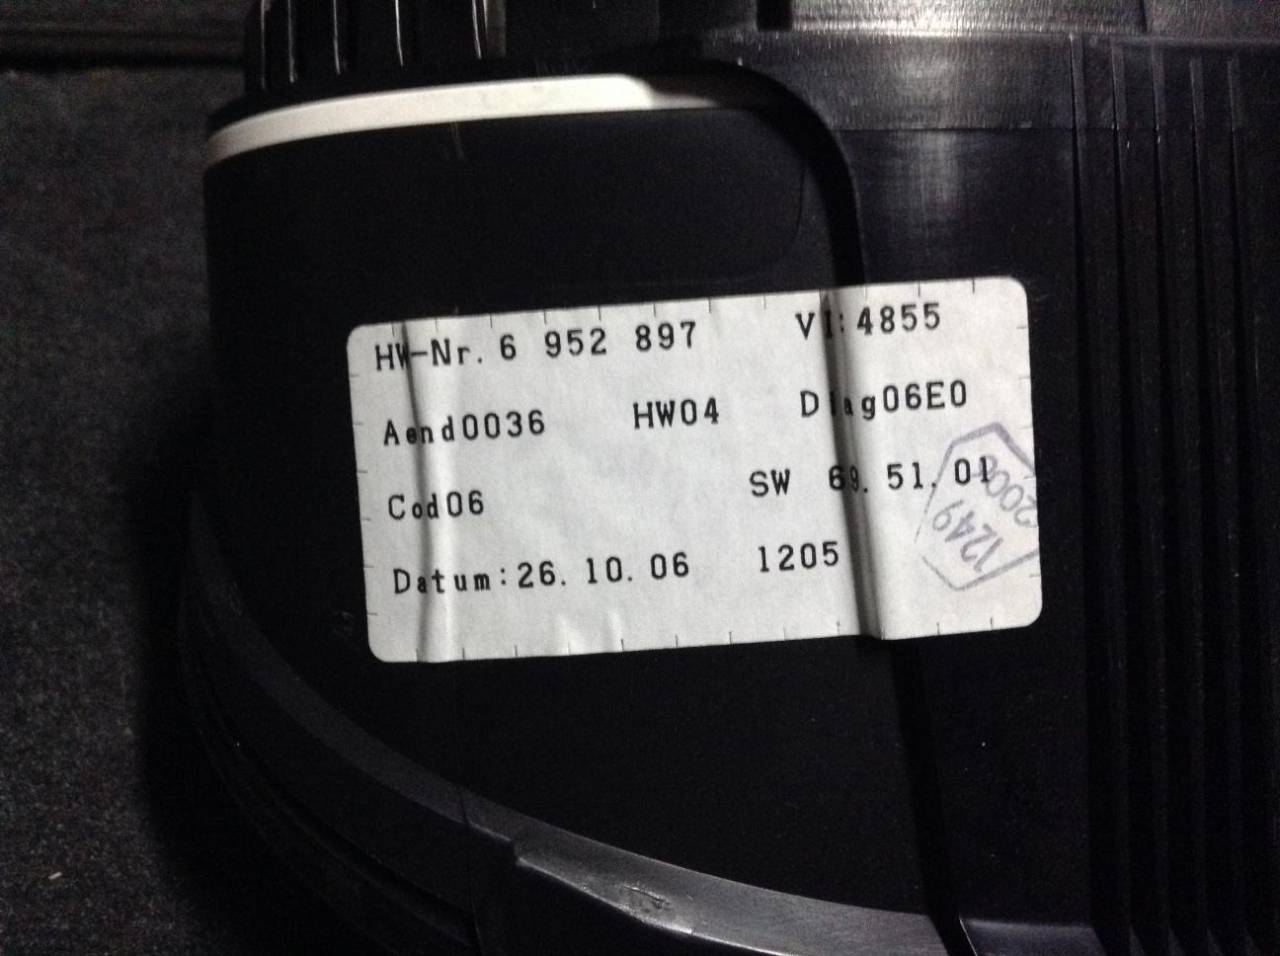 HW-Nr. 6 952 897 VI: 4855
Aend0036 HW04 Diag06E0
Cod06 SW 69. 51. 01
Datum: 26. 10. 06 1205
1249